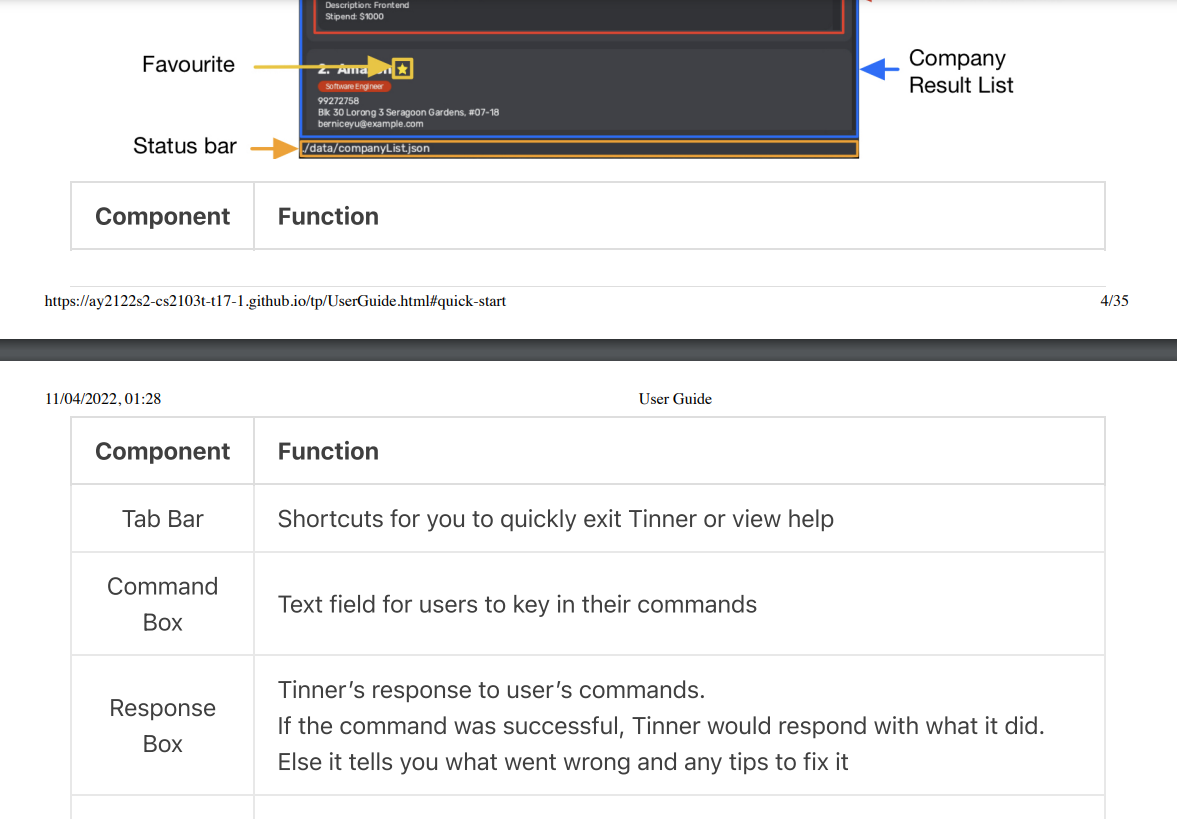 Description: Frontend
Stipend: $1000
Favourite
2. Amazon
Company
Result List
Software Engineer
99272758
Blk 30 Lorong 3 Seragoon Gardens, #07-18
berniceyu@example.com
Status bar
./data/companyList.json
Component Function
https://ay2122s2-cs2103t-t17-1.github.io/tp/UserGuide.html#quick-start 4/35
11/04/2022, 01:28 User Guide
Component Function
Tab Bar Shortcuts for you to quickly exit Tinner or view help
Command
Box
Text field for users to key in their commands
Response
Box
Tinner’s response to user’s commands.
If the command was successful, Tinner would respond with what it did.
Else it tells you what went wrong and any tips to fix it